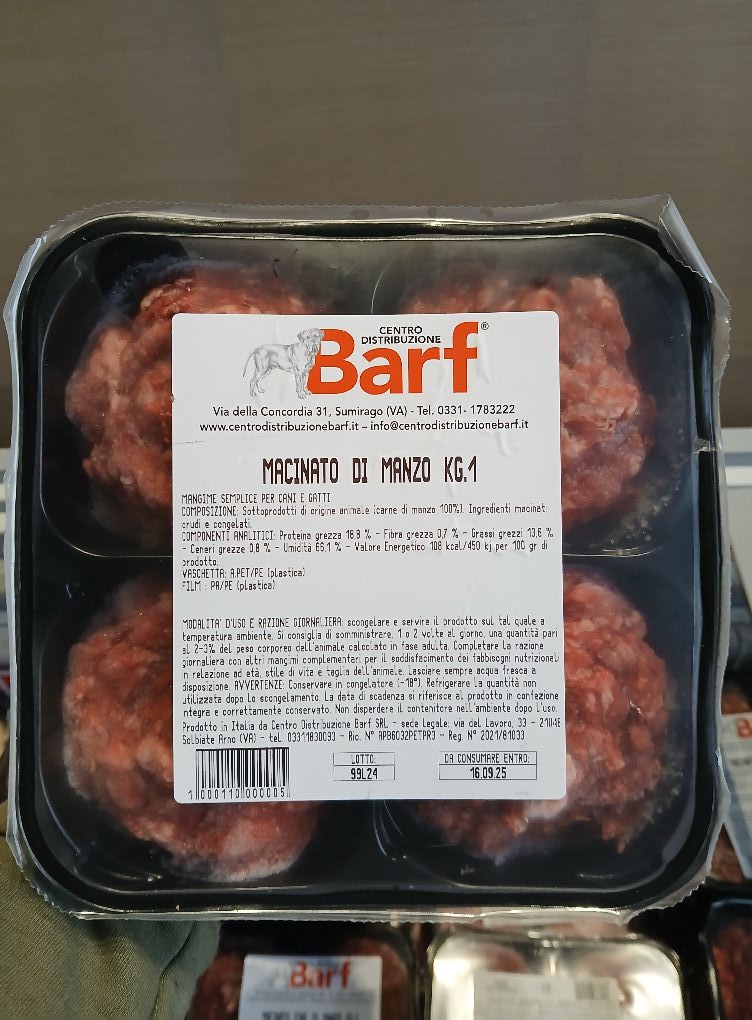 CENTRO
DISTRIBUZIONE
Barf®
Via della Concordia 31, Sumirago (VA) - Tel. 0331- 1783222
www.centrodistribuzionebarf.it – info@centrodistribuzionebarf.it
MACINATO DI MANZO KG.1
MANGIME SEMPLICE PER CANI E GATTI
COMPOSIZIONE: Sottoprodotti di origine animale (carne di manzo 100%). Ingredienti macinati
crudi e congelati.
COMPONENTI ANALITICI: Proteina grezza 18,8 % - Fibra grezza 0,7 % - Grassi grezzi 13,6 %
- Ceneri grezze 0,8 % - Umidità 66,1 % - Valore Energetico 108 kcal/450 kj per 100 gr di
prodotto.
VASCHETTA: A.PET/PE (plastica)
FILM : PA/PE (plastica)
MODALITA' D'USO E RAZIONE GIORNALIERA: scongelare e servire il prodotto sul tal quale a
temperatura ambiente. Si consiglia di somministrare, 1 o 2 volte al giorno, una quantità pari
al 2-3% del peso corporeo dell'animale calcolato in fase adulta. Completare la razione
giornaliera con altri mangimi complementari per il soddisfacimento dei fabbisogni nutrizionali
in relazione ad età, stile di vita e taglia dell'animale. Lasciare sempre acqua fresca a
disposizione. AVVERTENZE: Conservare in congelatore (-18°). Refrigerare la quantità non
utilizzata dopo lo scongelamento. La data di scadenza si riferisce al prodotto in confezione
integra e correttamente conservato. Non disperdere il contenitore nell'ambiente dopo l'uso.
Prodotto in Italia da Centro Distribuzione Barf SRL - sede legale: via del Lavoro, 33 - 21048
Solbiate Arno (VA) - tel. 03311830093 - Ric. N° APB6032PETPR3 - Reg. N° 2021/81033
LOTTO:
99L24
DA CONSUMARE ENTRO:
16.09.25
1 000110 000005
Barf